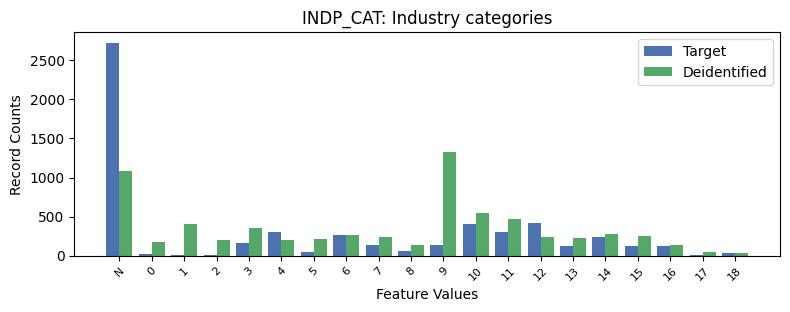 INDP_CAT: Industry categories
Target
Deidentified
Record Counts
2500
2000
1500
1000
500
0
N 0 1 2 3 4 5 6 7 8 9 10 11 12 13 14 15 16 17 18
Feature Values